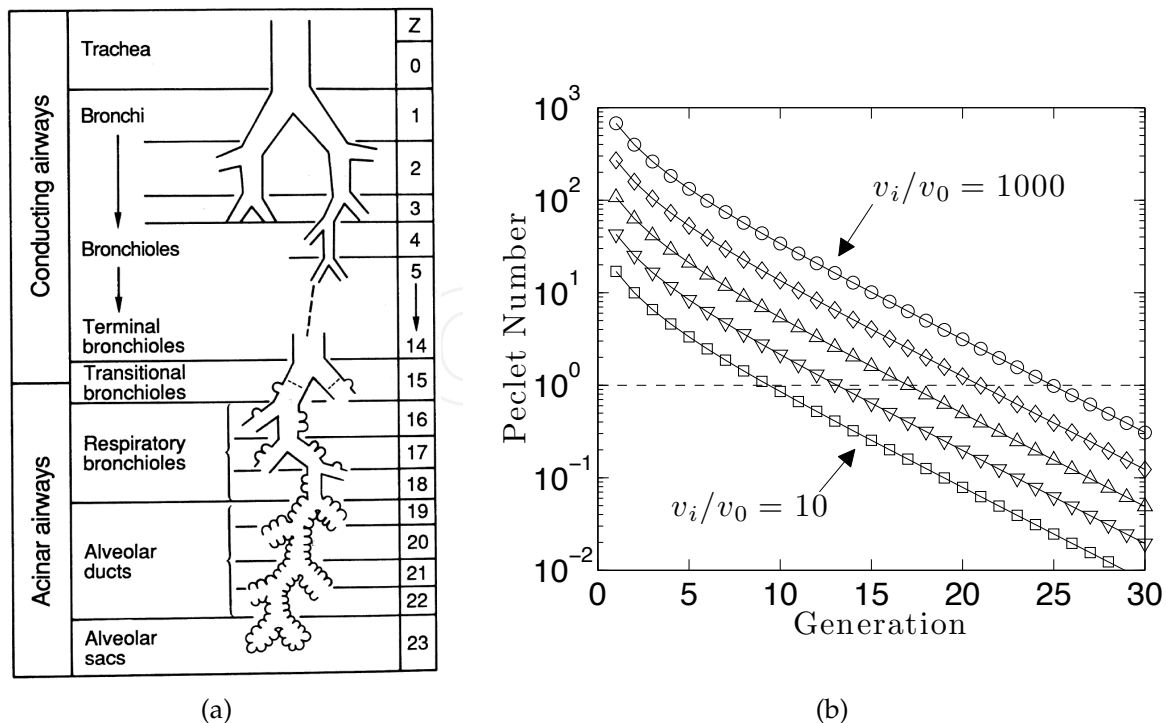 Conducting airways
Acinar airways
Trachea
Bronchi
Bronchioles
Terminal
bronchioles
Transitional
bronchioles
Respiratory
bronchioles
Alveolar
ducts
Alveolar
sacs
Z
0
1
2
3
4
5
14
15
16
17
18
19
20
21
22
23
(a)
10^3
10^2
10^1
10^0
10^-1
10^-2
Peclet Number
v_i/v_0 = 1000
v_i/v_0 = 10
0 5 10 15 20 25 30
Generation
(b)